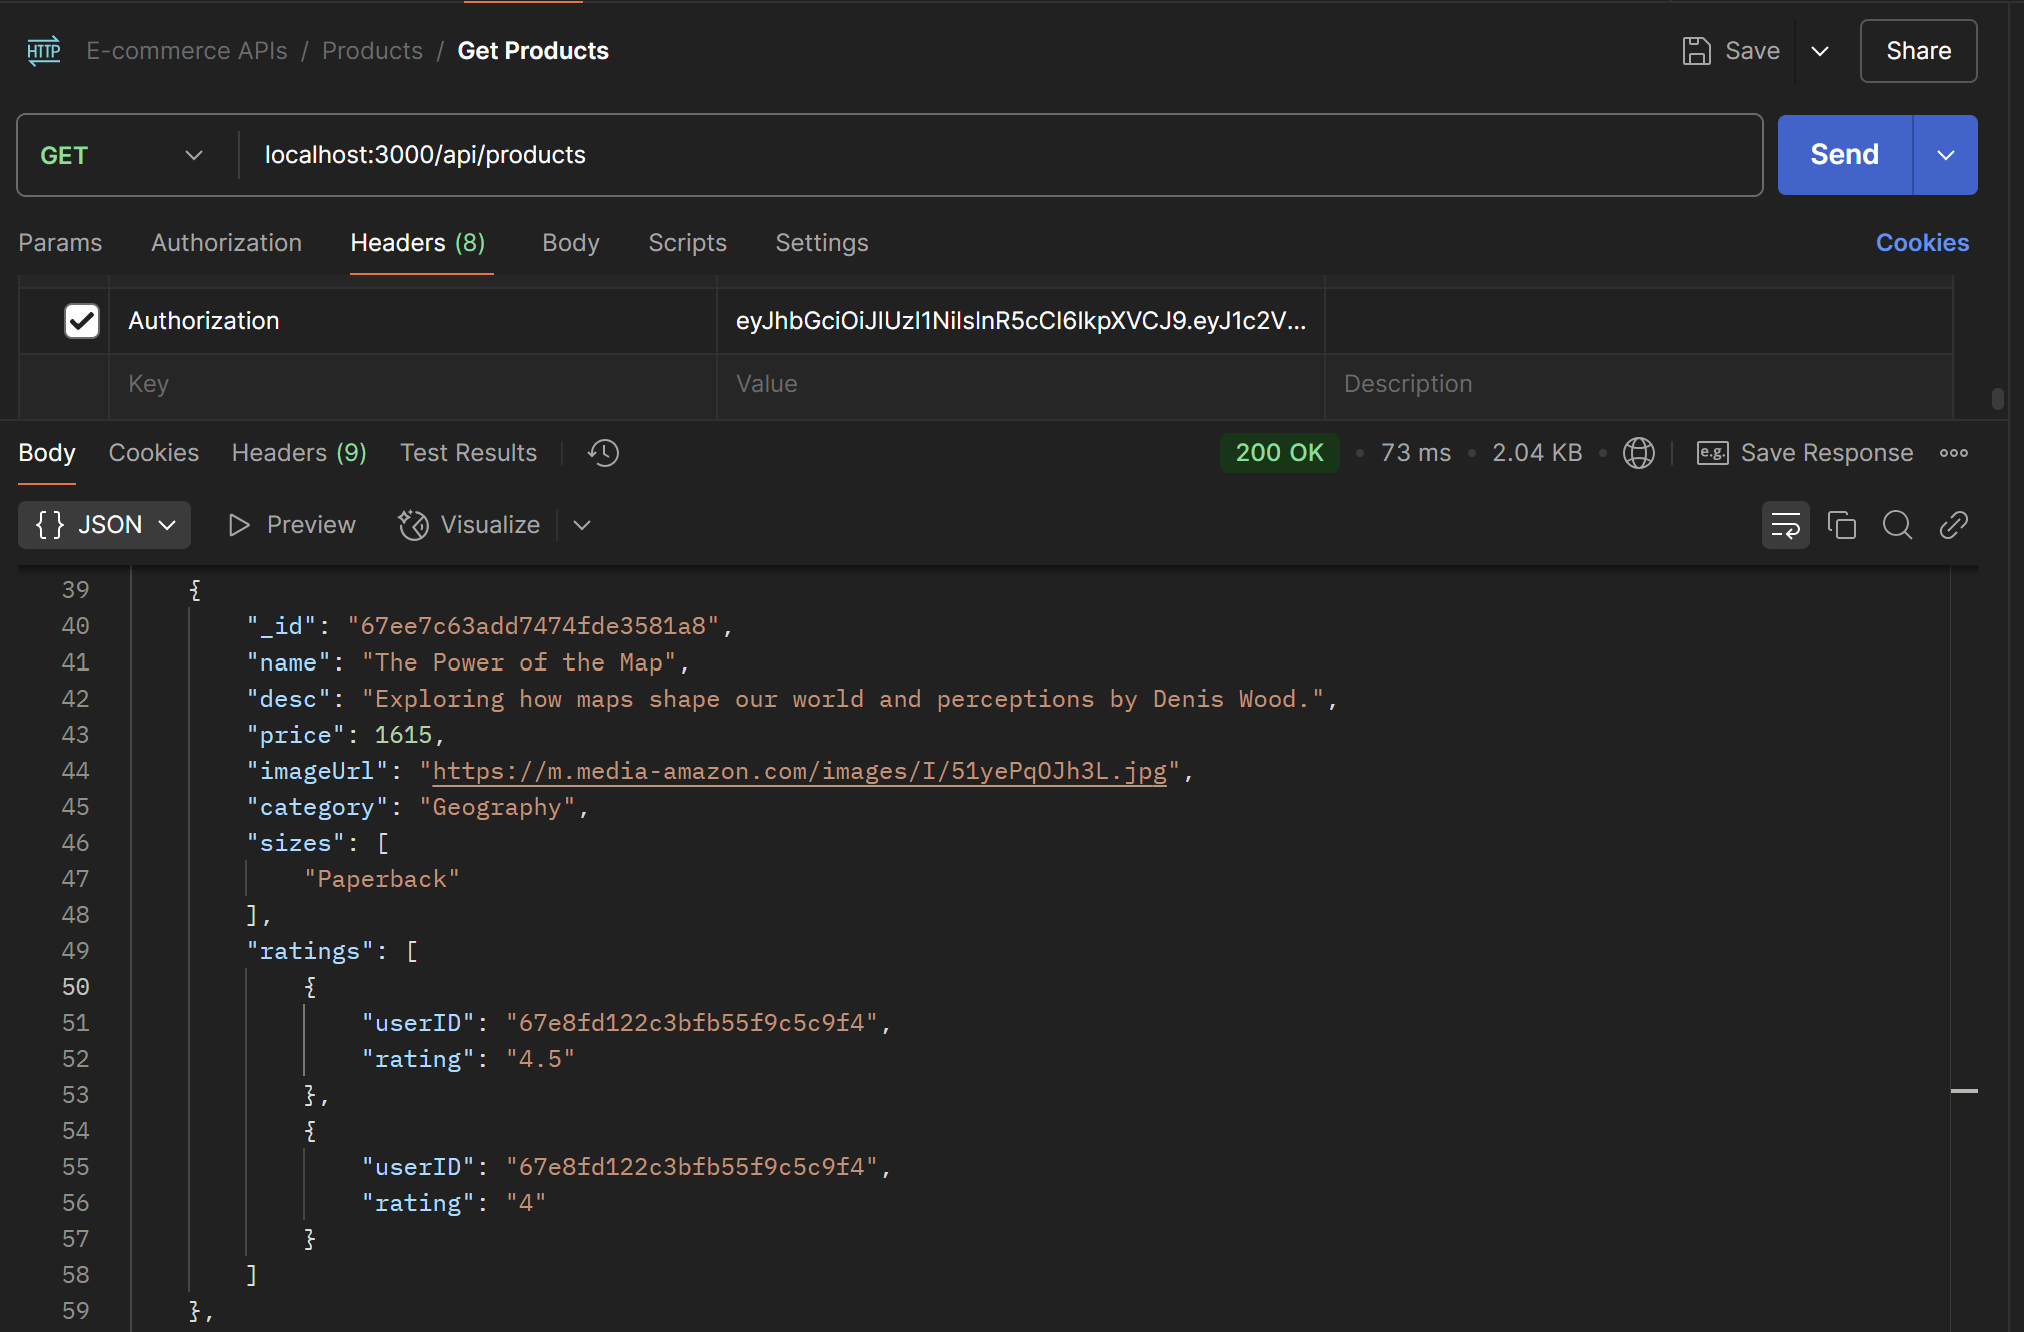 HTTP E-commerce APIs / Products / Get Products Save Share
GET localhost:3000/api/products Send
Params Authorization Headers (8) Body Scripts Settings Cookies
Authorization eyJhbGciOiJIUzI1NiIsInR5cCI6IkpXVCJ9.eyJ1c2V...
Key Value Description
Body Cookies Headers (9) Test Results 200 OK • 73 ms • 2.04 KB • e.g. Save Response
{} JSON Preview Visualize
39 {
40 "_id": "67ee7c63add7474fde3581a8",
41 "name": "The Power of the Map",
42 "desc": "Exploring how maps shape our world and perceptions by Denis Wood.",
43 "price": 1615,
44 "imageUrl": "https://m.media-amazon.com/images/I/51yePqOJh3L.jpg",
45 "category": "Geography",
46 "sizes": [
47 "Paperback"
48 ],
49 "ratings": [
50 {
51 "userID": "67e8fd122c3bfb55f9c5c9f4",
52 "rating": "4.5"
53 },
54 {
55 "userID": "67e8fd122c3bfb55f9c5c9f4",
56 "rating": "4"
57 }
58 ]
59 },